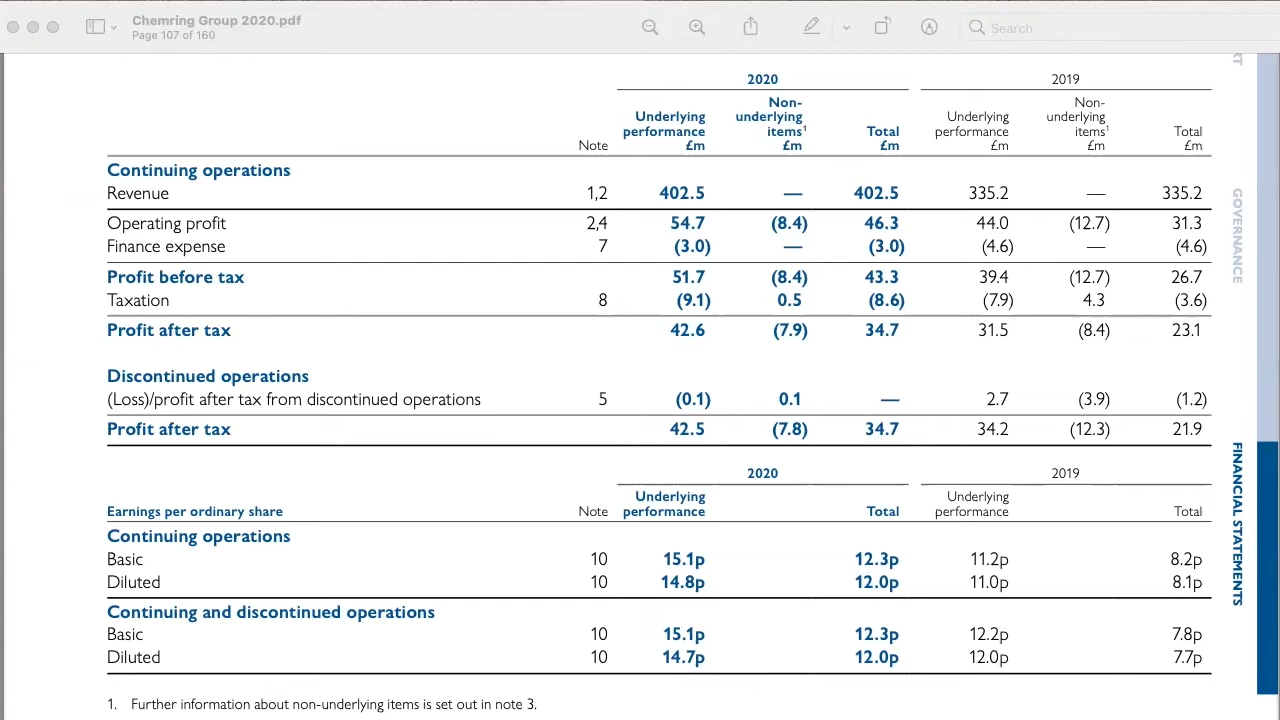 Chemring Group 2020.pdf
Page 107 of 160
Search
2020 2019
Underlying performance £m Non-underlying items1 £m Total £m Underlying performance £m Non-underlying items1 £m Total £m
Note
Continuing operations
Revenue 1,2 402.5 — 402.5 335.2 — 335.2
Operating profit 2,4 54.7 (8.4) 46.3 44.0 (12.7) 31.3
Finance expense 7 (3.0) — (3.0) (4.6) — (4.6)
Profit before tax 51.7 (8.4) 43.3 39.4 (12.7) 26.7
Taxation 8 (9.1) 0.5 (8.6) (7.9) 4.3 (3.6)
Profit after tax 42.6 (7.9) 34.7 31.5 (8.4) 23.1
Discontinued operations
(Loss)/profit after tax from discontinued operations 5 (0.1) 0.1 — 2.7 (3.9) (1.2)
Profit after tax 42.5 (7.8) 34.7 34.2 (12.3) 21.9
2020 2019
Underlying Underlying
Earnings per ordinary share Note performance Total performance Total
Continuing operations
Basic 10 15.1p 12.3p 11.2p 8.2p
Diluted 10 14.8p 12.0p 11.0p 8.1p
Continuing and discontinued operations
Basic 10 15.1p 12.3p 12.2p 7.8p
Diluted 10 14.7p 12.0p 12.0p 7.7p
1. Further information about non-underlying items is set out in note 3.
GOVERNANCE
FINANCIAL STATEMENTS